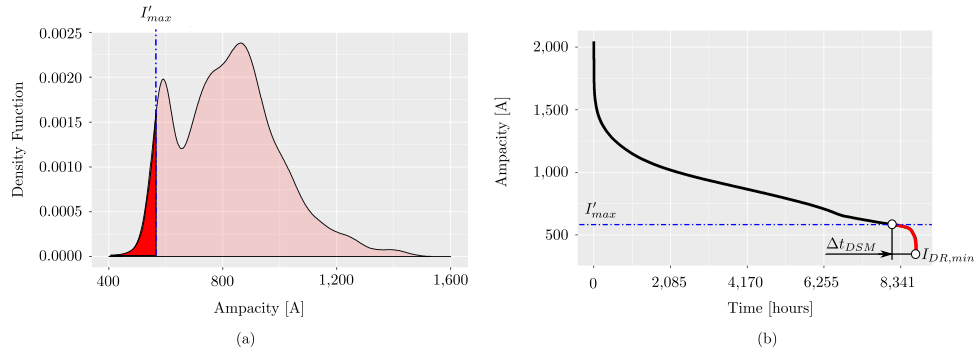 I'max
0.0025
0.0020
0.0015
0.0010
0.0005
0.0000
Density Function
400 800 1,200 1,600
Ampacity [A]
(a)
2,000
1,500
1,000
500
Ampacity [A]
I'max
ΔtDSM
IDR,min
0 2,085 4,170 6,255 8,341
Time [hours]
(b)